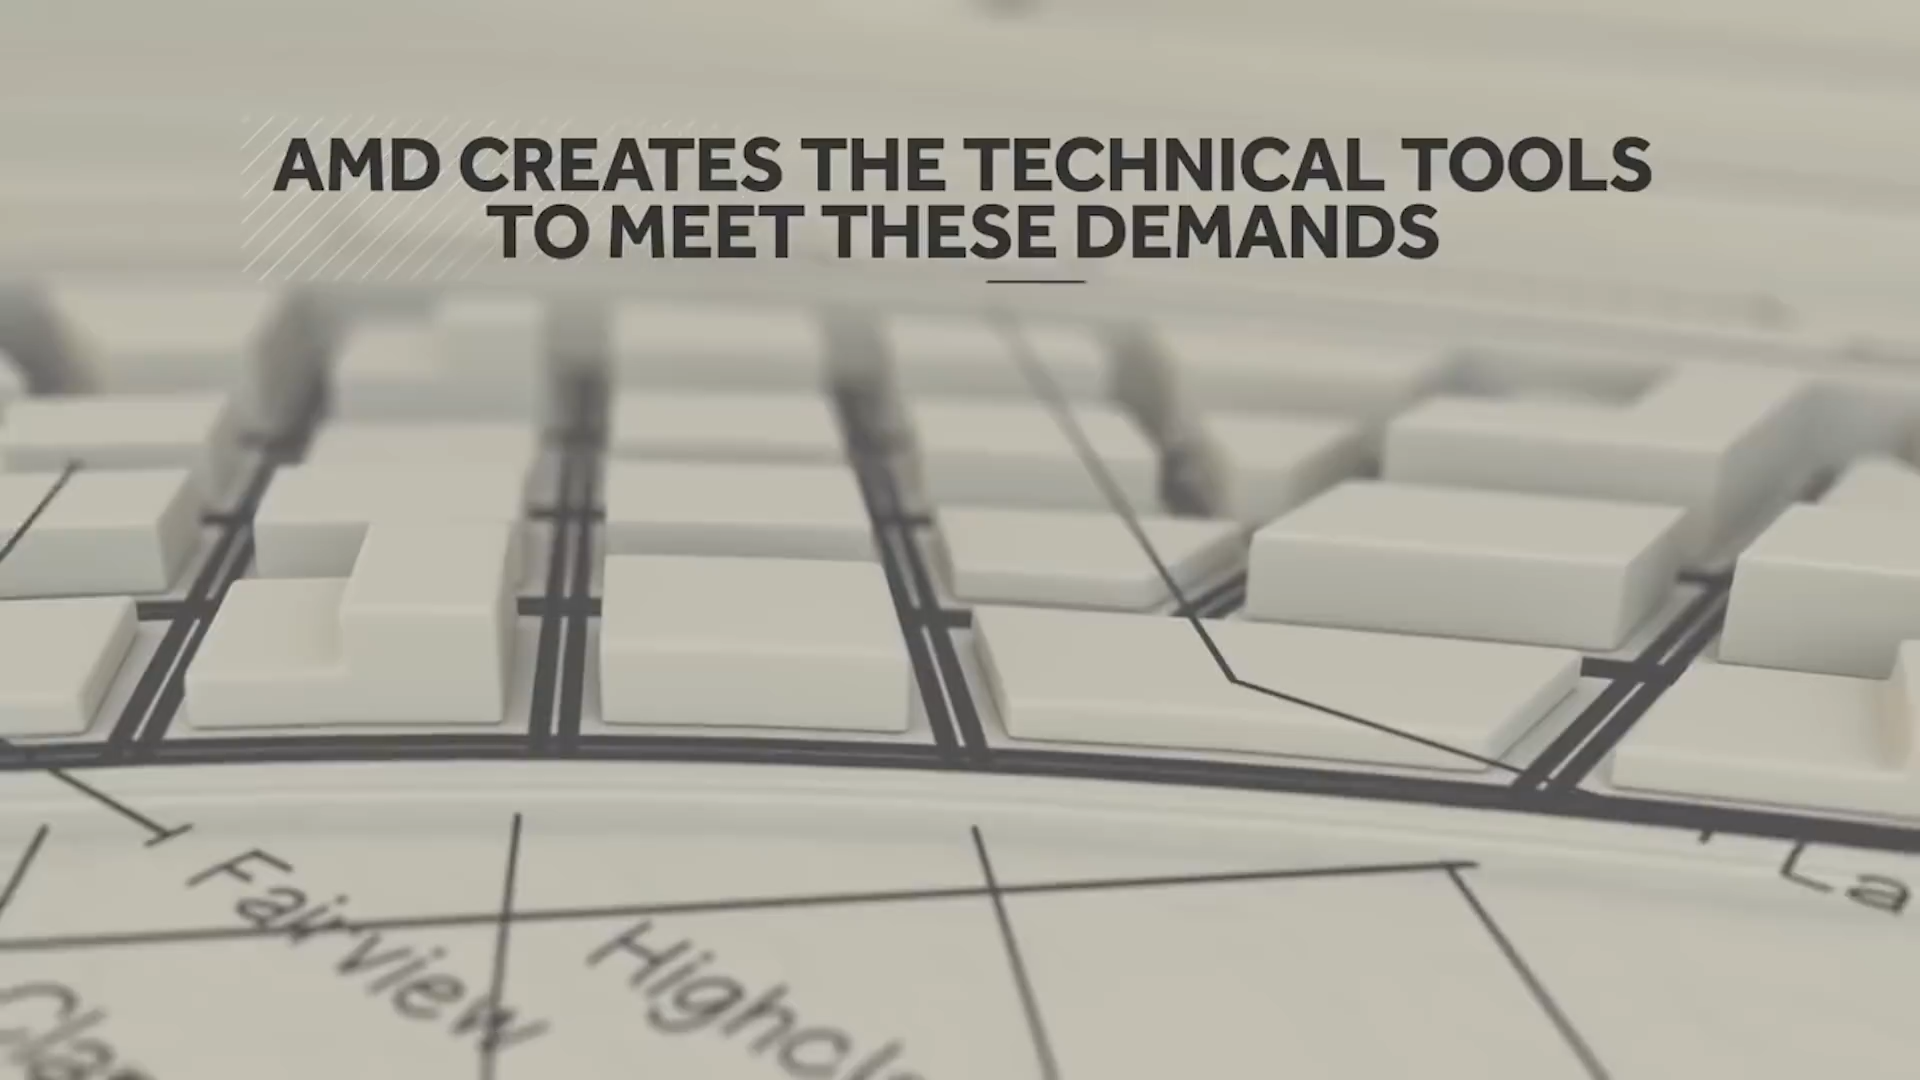 AMD CREATES THE TECHNICAL TOOLS
TO MEET THESE DEMANDS
Fairview